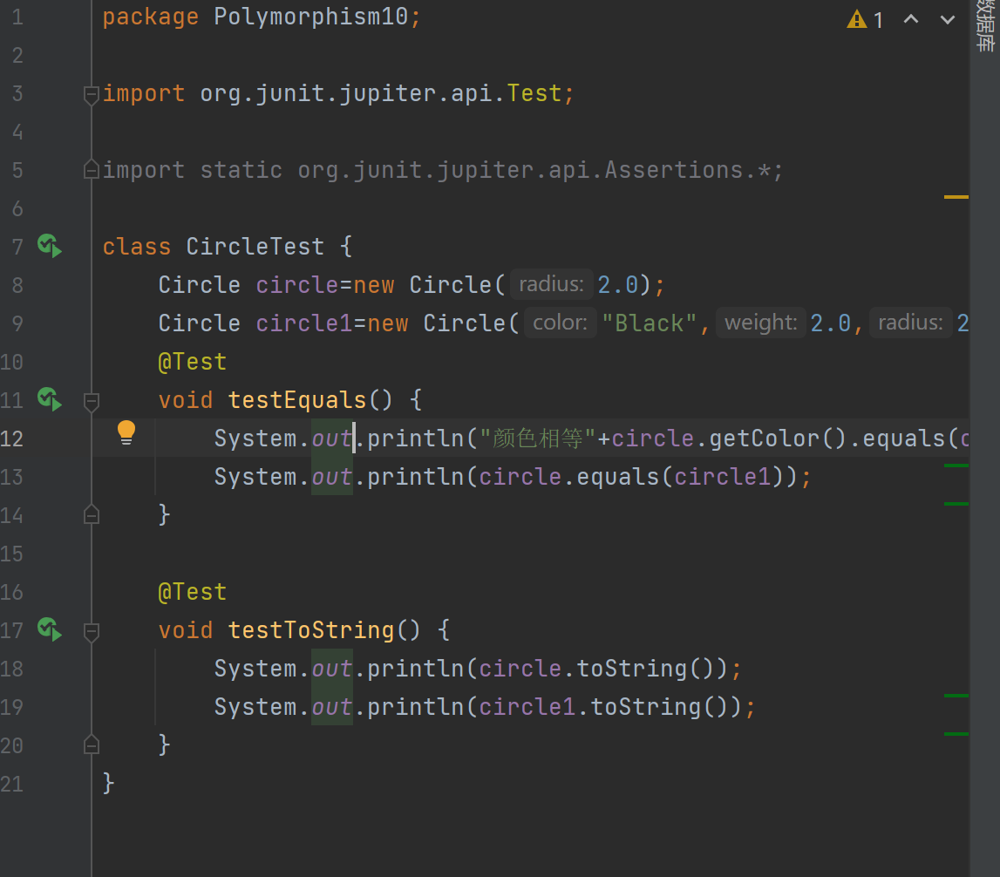 数据库
1
1 package Polymorphism10;
2
3 import org.junit.jupiter.api.Test;
4
5 import static org.junit.jupiter.api.Assertions.*;
6
7 class CircleTest {
8 Circle circle=new Circle( radius: 2.0);
9 Circle circle1=new Circle( color: "Black", weight: 2.0, radius: 2
10 @Test
11 void testEquals() {
12 System.out.println("颜色相等"+circle.getColor().equals(c
13 System.out.println(circle.equals(circle1));
14 }
15
16 @Test
17 void testToString() {
18 System.out.println(circle.toString());
19 System.out.println(circle1.toString());
20 }
21 }